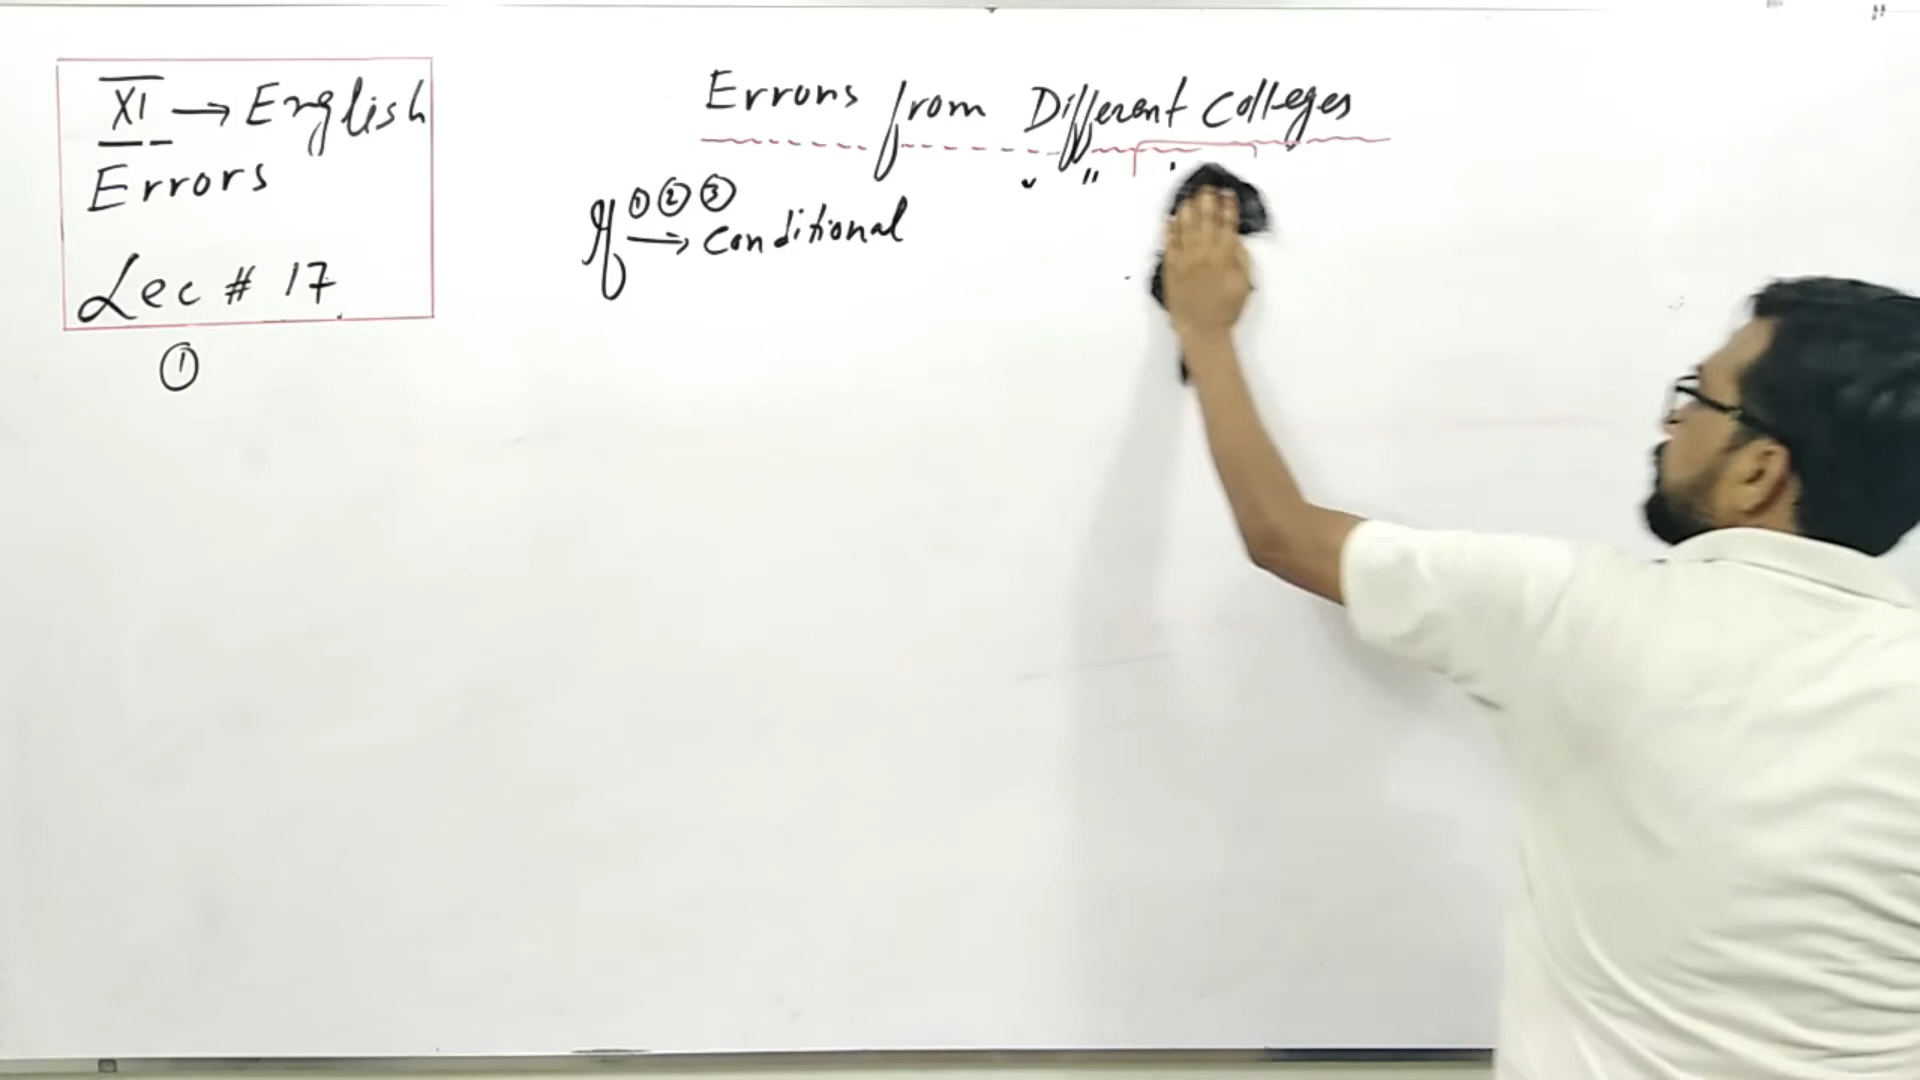 XI → English
Errors
Lec # 17
①
Errors from Different Colleges
① ② ③
If → Conditional